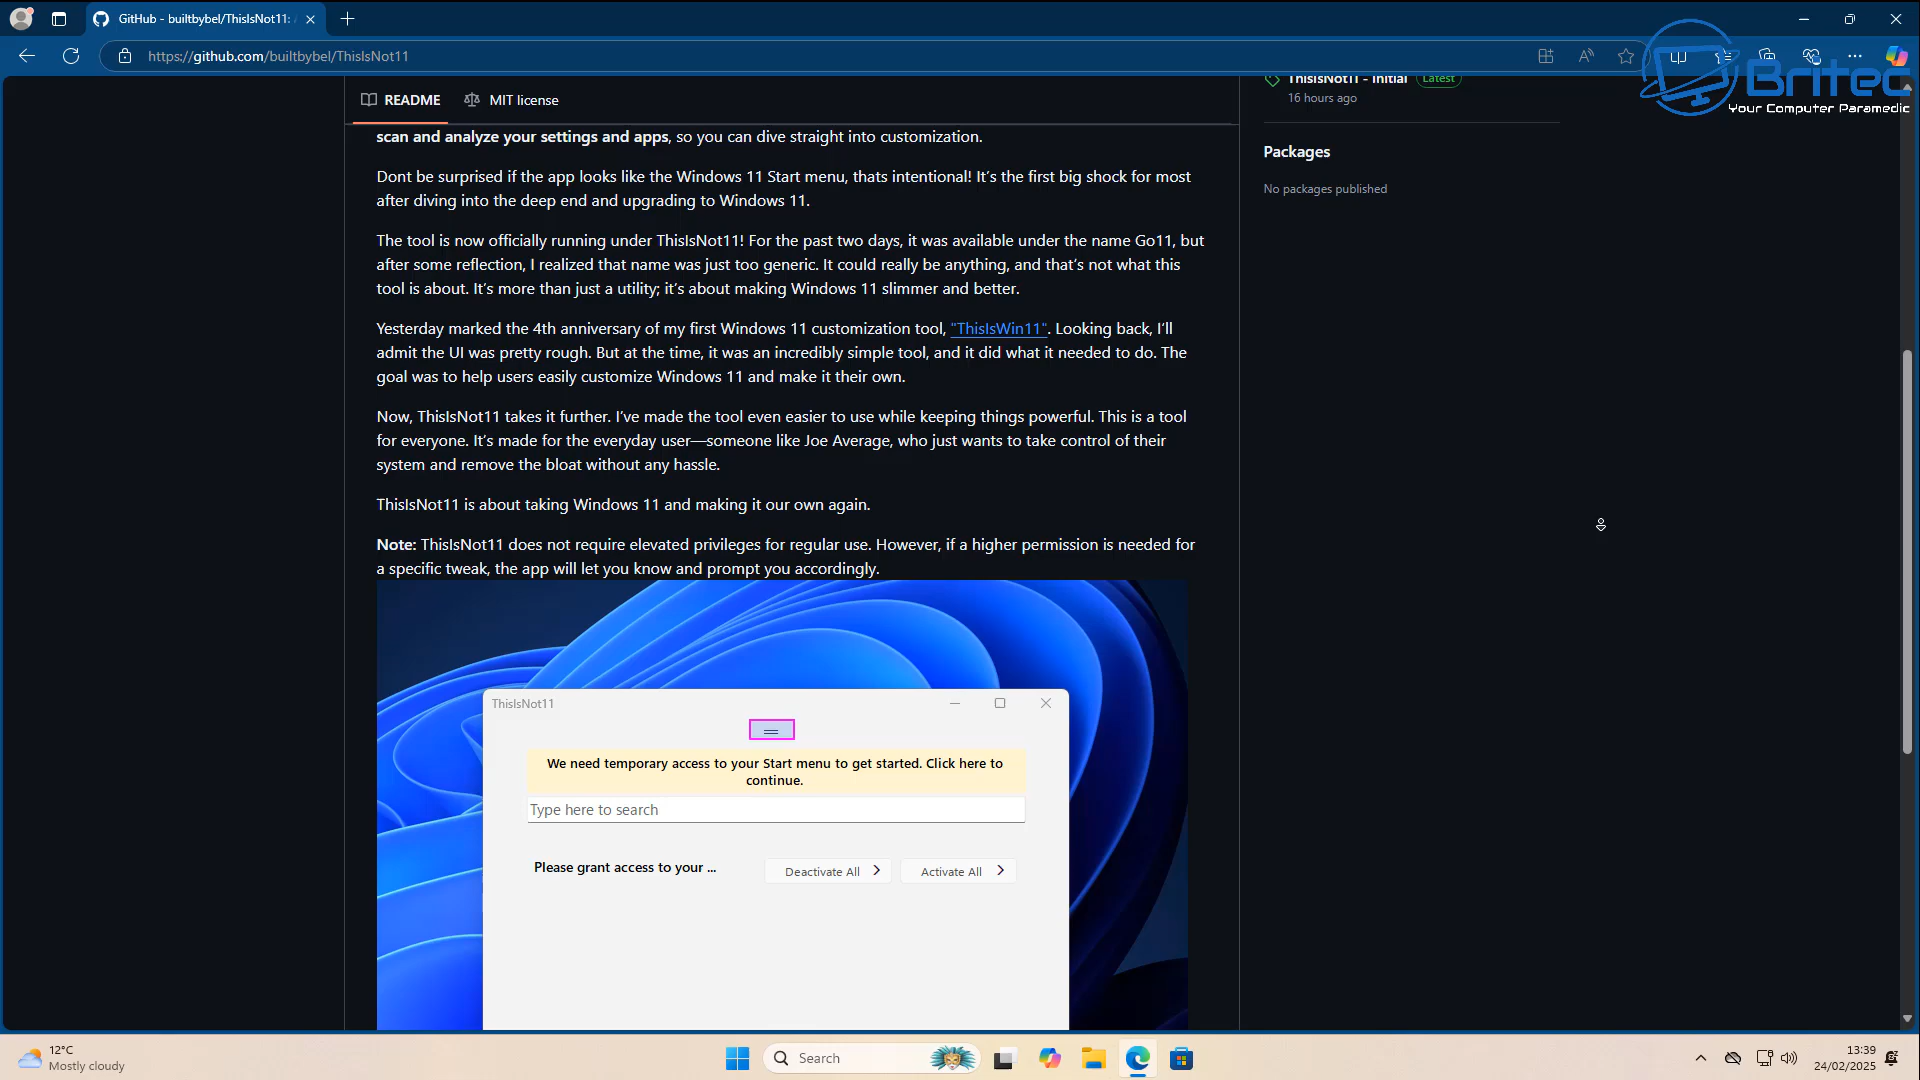 GitHub - builtbybel/ThisIsNot11:
https://github.com/builtbybel/ThisIsNot11
Britec
Your Computer Paramedic
README
MIT license
ThisIsNot11 - Initial
Latest
16 hours ago
Packages
No packages published
scan and analyze your settings and apps, so you can dive straight into customization.
Dont be surprised if the app looks like the Windows 11 Start menu, thats intentional! It's the first big shock for most
after diving into the deep end and upgrading to Windows 11.
The tool is now officially running under ThisIsNot11! For the past two days, it was available under the name Go11, but
after some reflection, I realized that name was just too generic. It could really be anything, and that's not what this
tool is about. It's more than just a utility; it's about making Windows 11 slimmer and better.
Yesterday marked the 4th anniversary of my first Windows 11 customization tool, "ThisIsWin11". Looking back, I'll
admit the UI was pretty rough. But at the time, it was an incredibly simple tool, and it did what it needed to do. The
goal was to help users easily customize Windows 11 and make it their own.
Now, ThisIsNot11 takes it further. I've made the tool even easier to use while keeping things powerful. This is a tool
for everyone. It's made for the everyday user—someone like Joe Average, who just wants to take control of their
system and remove the bloat without any hassle.
ThisIsNot11 is about taking Windows 11 and making it our own again.
Note: ThisIsNot11 does not require elevated privileges for regular use. However, if a higher permission is needed for
a specific tweak, the app will let you know and prompt you accordingly.
ThisIsNot11
We need temporary access to your Start menu to get started. Click here to
continue.
Type here to search
Please grant access to your ...
Deactivate All
Activate All
12°C
Mostly cloudy
Search
13:39
24/02/2025